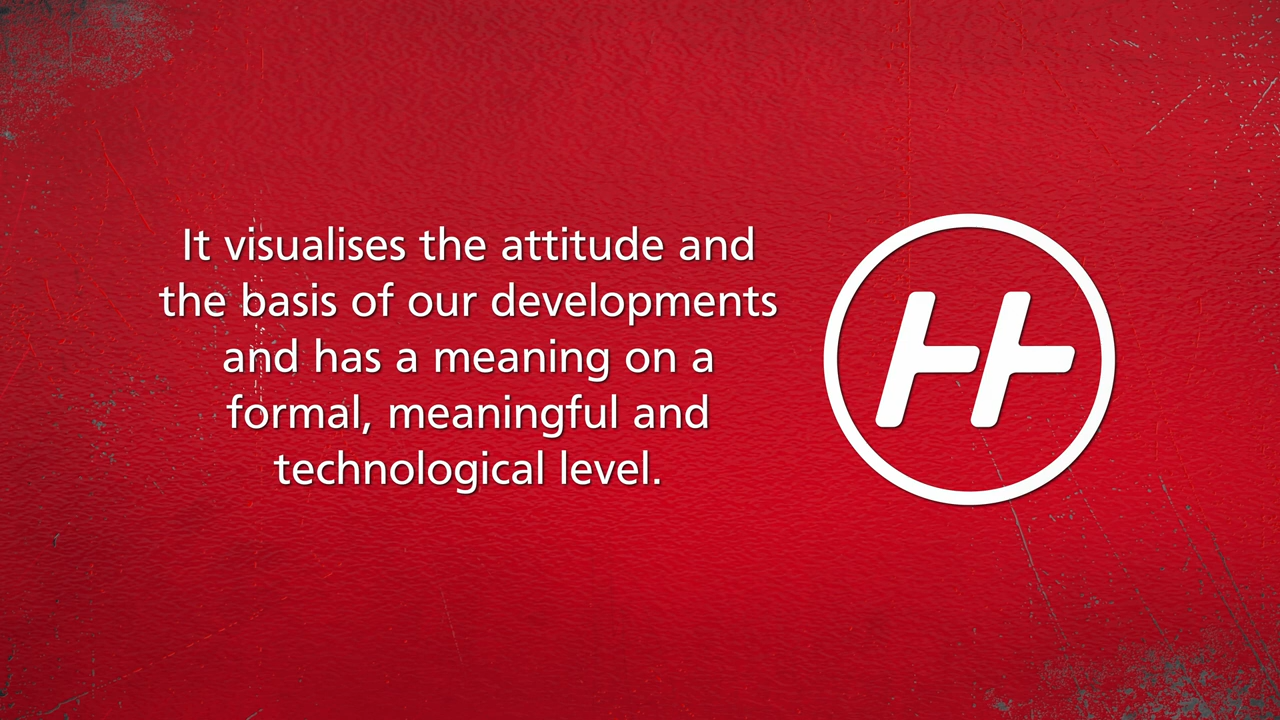 It visualises the attitude and
the basis of our developments
and has a meaning on a
formal, meaningful and
technological level.